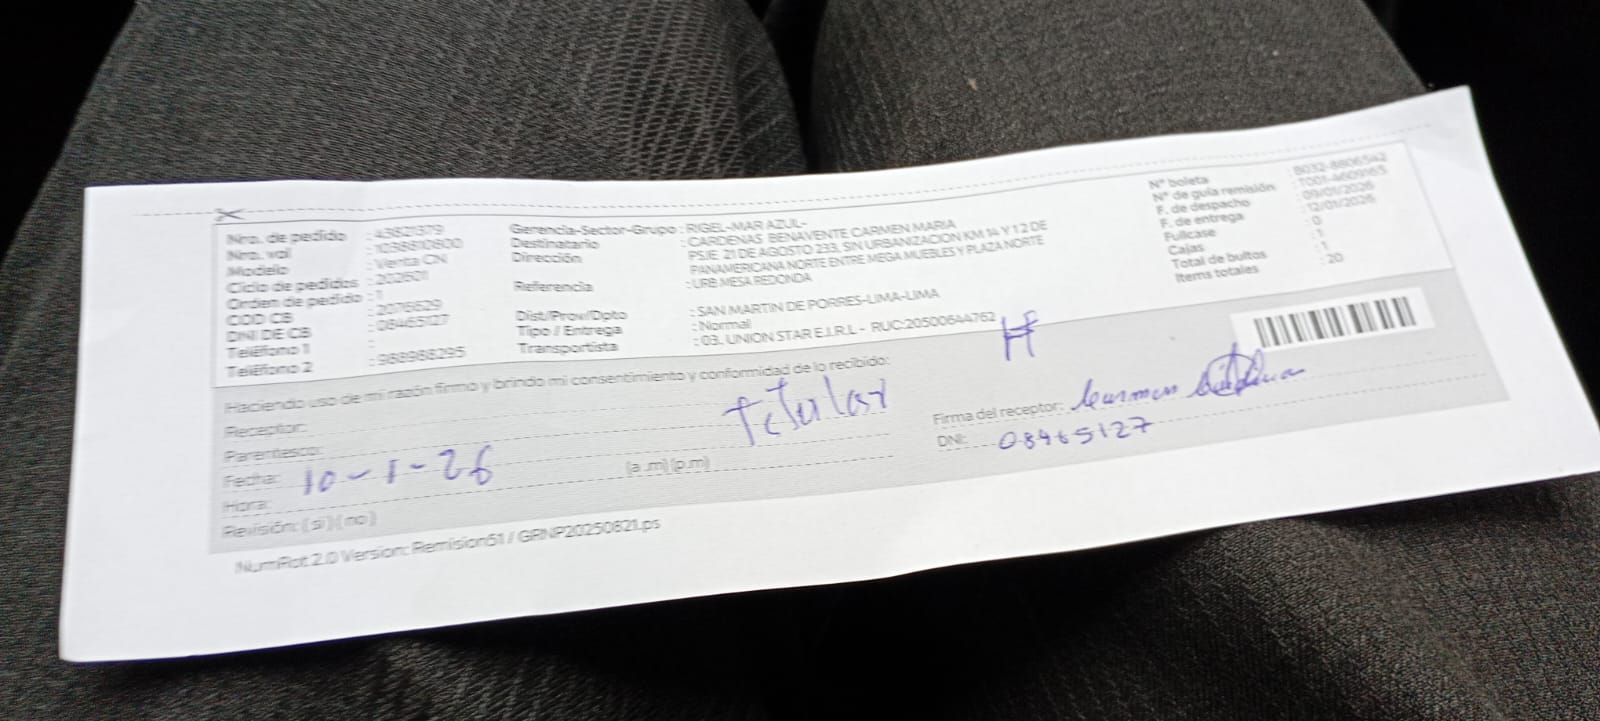 Nro. de pedido : 43821379
Nro. val : 1038810800
Modelo : Venta CN
Ciclo de pedidos : 202601
Orden de pedido : 1
COD CB : 2075629
DNI DE CB : 08465127
Teléfono 1 :
Teléfono 2 : 988988295
Gerencia-Sector-Grupo : RIGEL-MAR AZUL-
Destinatario : CARDENAS BENAVENTE CARMEN MARIA
Dirección : PSJE. 21 DE AGOSTO 233. SN URBANIZACION KM 14 Y 1 2 DE
PANAMERICANA NORTE ENTRE MEGA MUEBLES Y PLAZA NORTE
Referencia : URB MESA REDONDA
Dist/Prov/Dpto : SAN MARTIN DE PORRES-LIMA-LIMA
Tipo / Entrega : Normal
Transportista : 03. UNION STAR E.I.R.L - RUC:20500644762
N° boleta : B032-8806542
N° de guía remisión : T001-4609165
F. de despacho : 09/01/2026
F. de entrega : 12/01/2026
Fullcase : 0
Cajas : 1
Total de bultos : 1
Items totales : 20
Haciendo uso de mi razón firmo y brindo mi consentimiento y conformidad de lo recibido:
Receptor:
Parentesco: Titular
Fecha: 10-1-26
Hora: (a .m) (p.m)
Revisión: ( si ) ( no )
Firma del receptor: Carmen
DNI: 08465127
NumRot 2.0 Version: Remision51 / GRNP20250821.ps